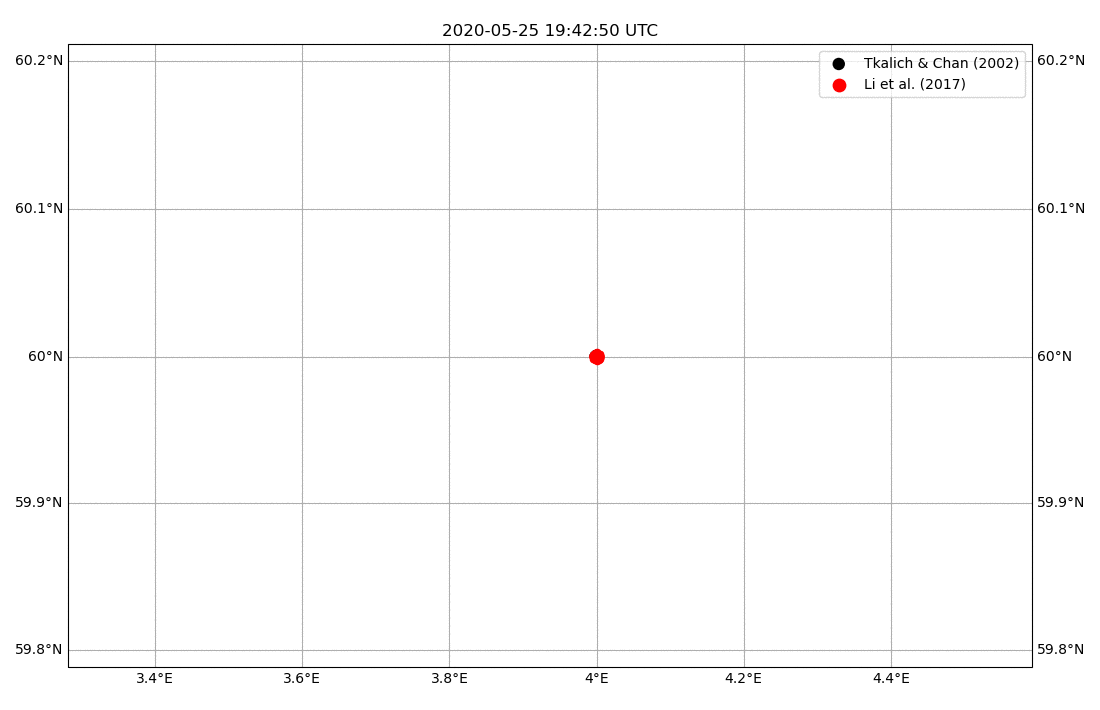 2020-05-25 19:42:50 UTC
Tkalich & Chan (2002)
Li et al. (2017)
60.2°N 60.2°N
60.1°N 60.1°N
60°N 60°N
59.9°N 59.9°N
59.8°N 59.8°N
3.4°E 3.6°E 3.8°E 4°E 4.2°E 4.4°E